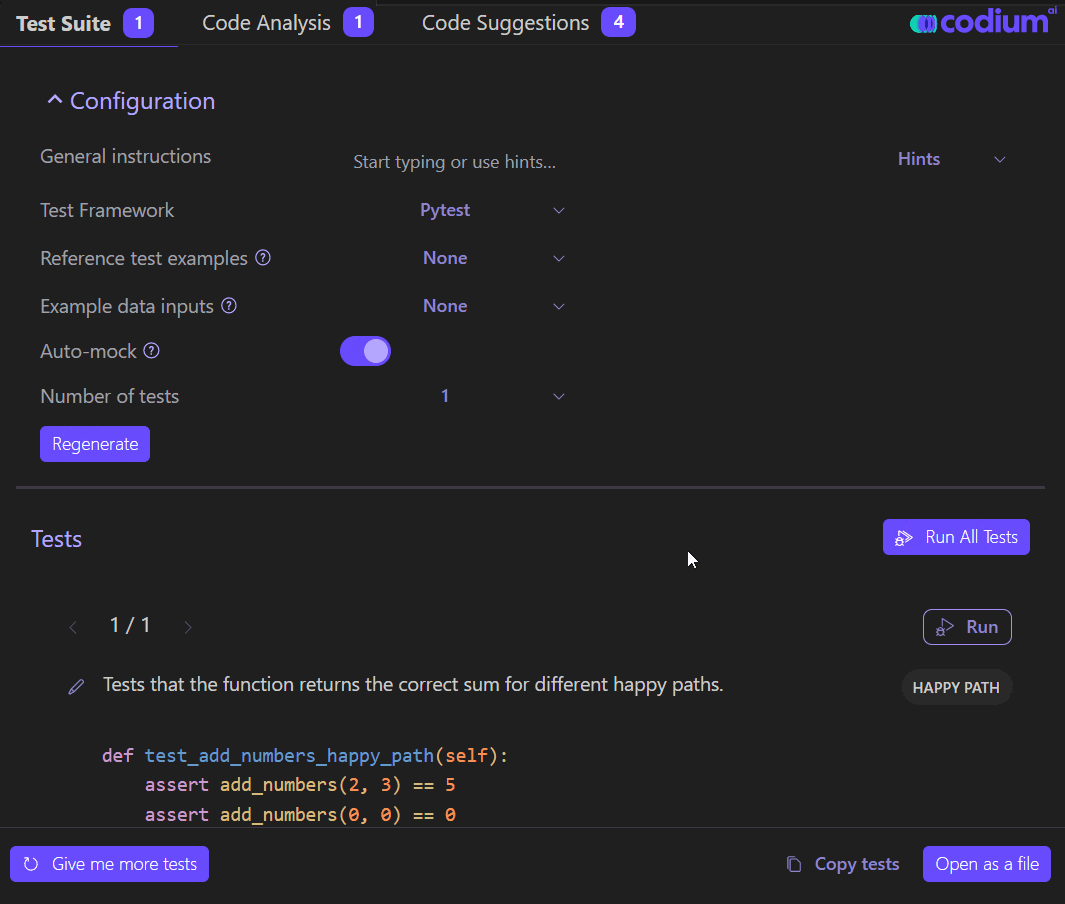 Test Suite 1 Code Analysis 1 Code Suggestions 4 codium ai
Configuration
General instructions Start typing or use hints... Hints
Test Framework Pytest
Reference test examples ? None
Example data inputs ? None
Auto-mock ?
Number of tests 1
Regenerate
Tests Run All Tests
1 / 1 Run
Tests that the function returns the correct sum for different happy paths. HAPPY PATH
def test_add_numbers_happy_path(self):
    assert add_numbers(2, 3) == 5
    assert add_numbers(0, 0) == 0
Give me more tests Copy tests Open as a file